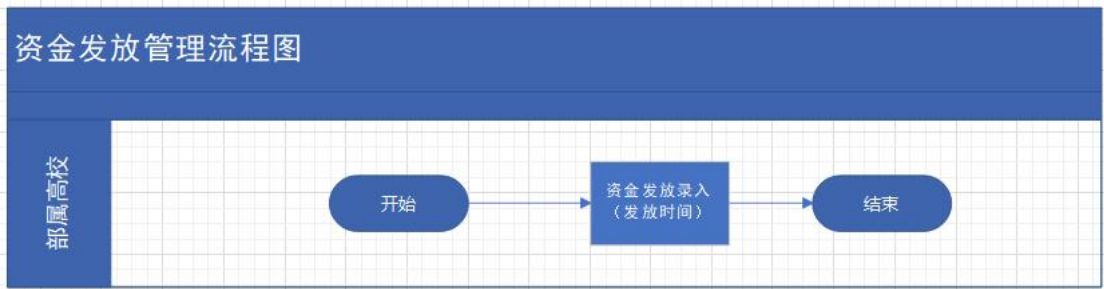 资金发放管理流程图
部属高校
开始
资金发放录入
（发放时间）
结束